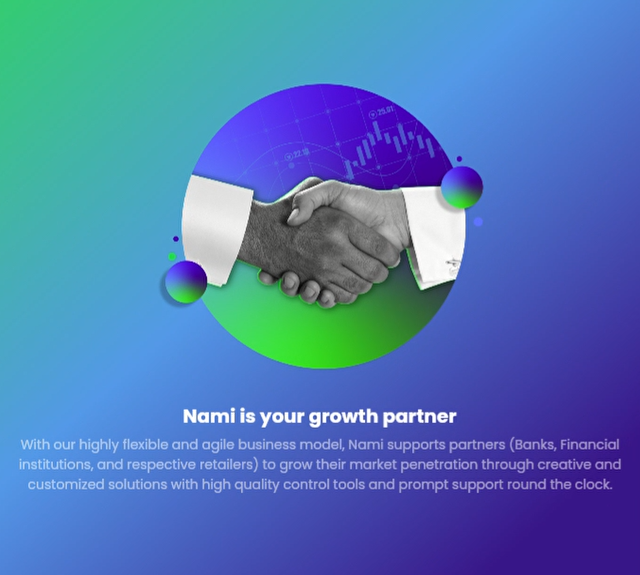 Nami is your growth partner
With our highly flexible and agile business model, Nami supports partners (Banks, Financial
institutions, and respective retailers) to grow their market penetration through creative and
customized solutions with high quality control tools and prompt support round the clock.